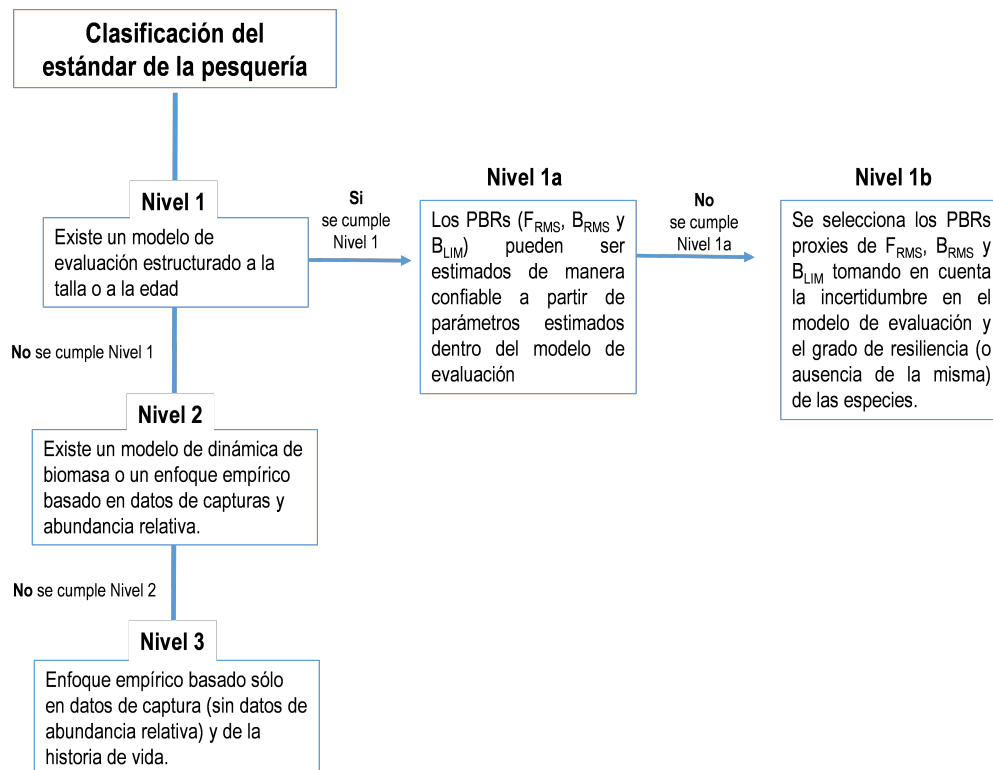 Clasificación del
estándar de la pesquería
Nivel 1
Existe un modelo de
evaluación estructurado a la
talla o a la edad
Si
se cumple
Nivel 1
Nivel 1a
Los PBRs (FRMS, BRMS y
BLIM) pueden ser
estimados de manera
confiable a partir de
parámetros estimados
dentro del modelo de
evaluación
No
se cumple
Nivel 1a
Nivel 1b
Se selecciona los PBRs
proxies de FRMS, BRMS y
BLIM tomando en cuenta
la incertidumbre en el
modelo de evaluación y
el grado de resiliencia (o
ausencia de la misma)
de las especies.
No se cumple Nivel 1
Nivel 2
Existe un modelo de dinámica de
biomasa o un enfoque empírico
basado en datos de capturas y
abundancia relativa.
No se cumple Nivel 2
Nivel 3
Enfoque empírico basado sólo
en datos de captura (sin datos de
abundancia relativa) y de la
historia de vida.